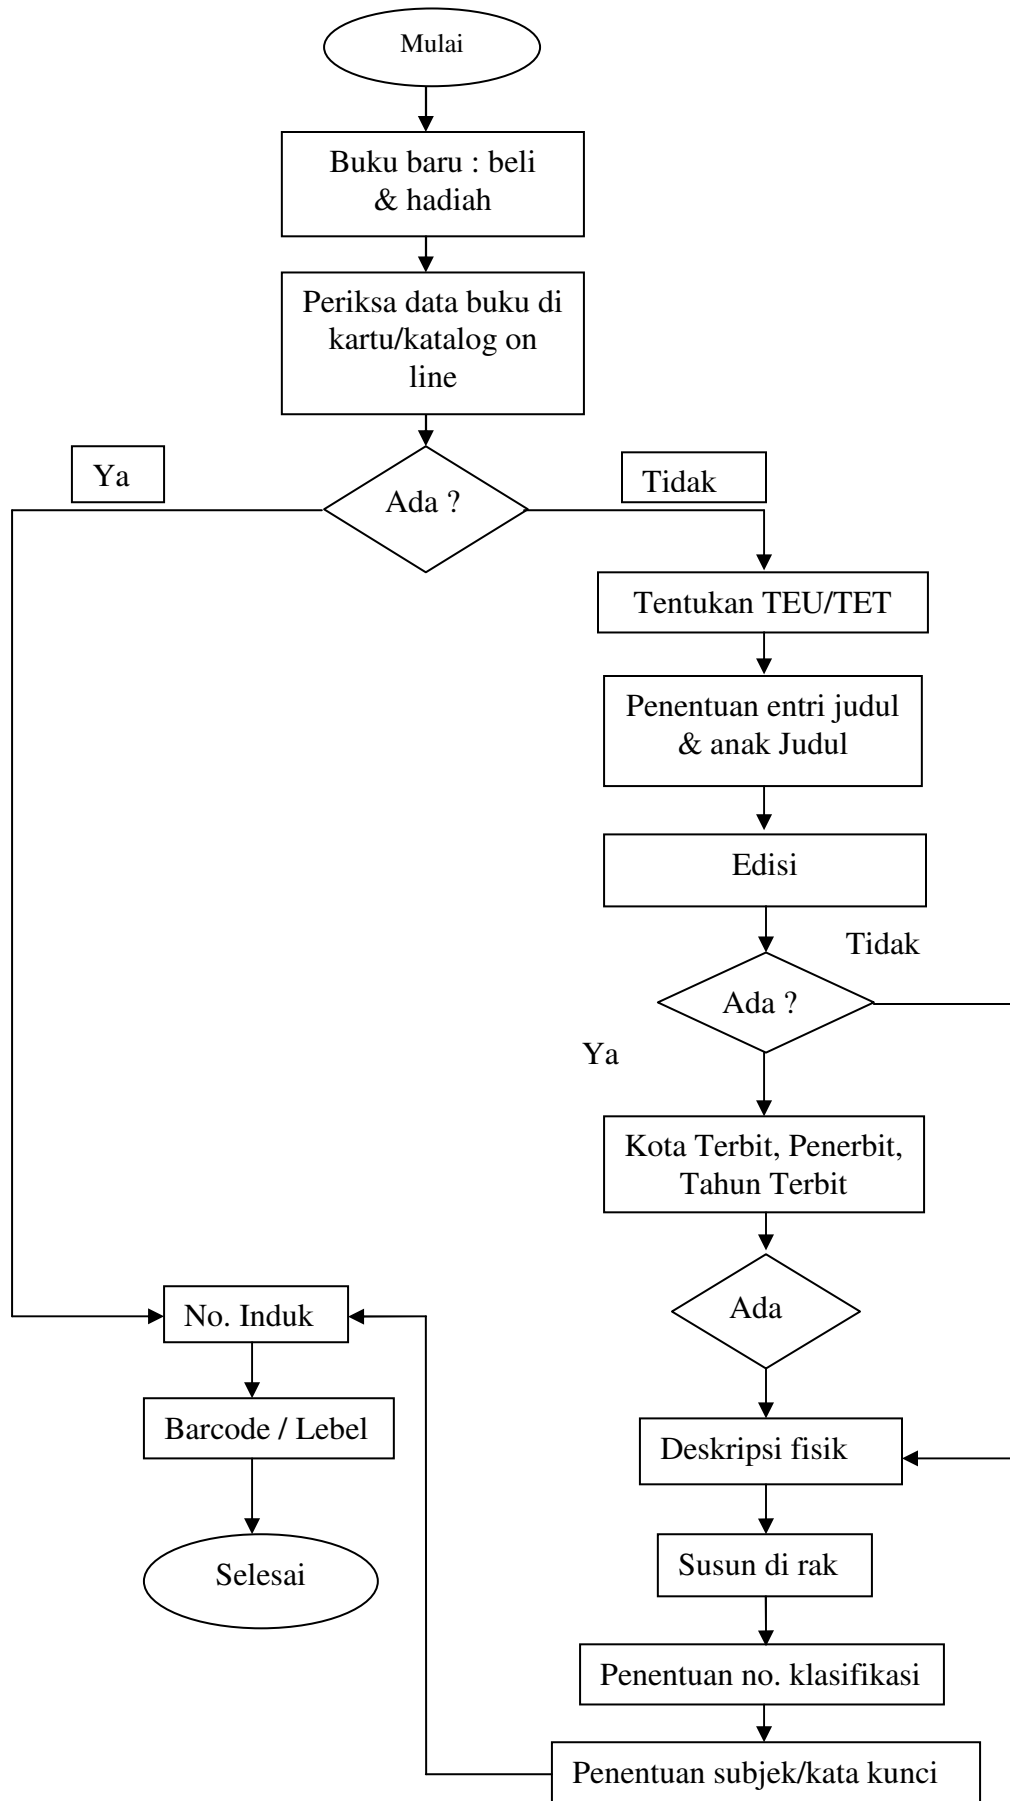 Mulai
Buku baru : beli
& hadiah
Periksa data buku di
kartu/katalog on
line
Ya
Ada ?
Tidak
Tentukan TEU/TET
Penentuan entri judul
& anak Judul
Edisi
Tidak
Ada ?
Ya
Kota Terbit, Penerbit,
Tahun Terbit
Ada
No. Induk
Barcode / Lebel
Deskripsi fisik
Selesai
Susun di rak
Penentuan no. klasifikasi
Penentuan subjek/kata kunci